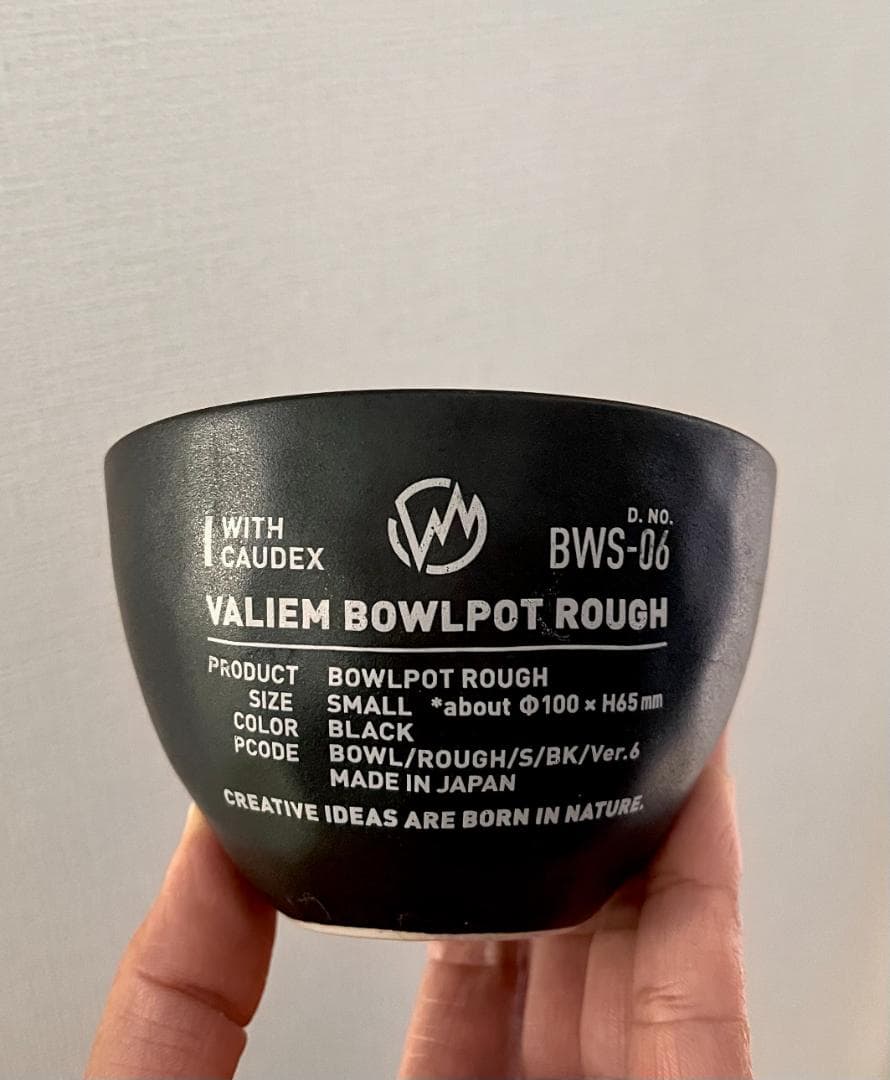 WITH
CAUDEX
D. NO.
BWS-06
VALIEM BOWLPOT ROUGH
PRODUCT BOWLPOT ROUGH
SIZE SMALL *about Φ100 × H65mm
COLOR BLACK
PCODE BOWL/ROUGH/S/BK/Ver.6
MADE IN JAPAN
CREATIVE IDEAS ARE BORN IN NATURE.